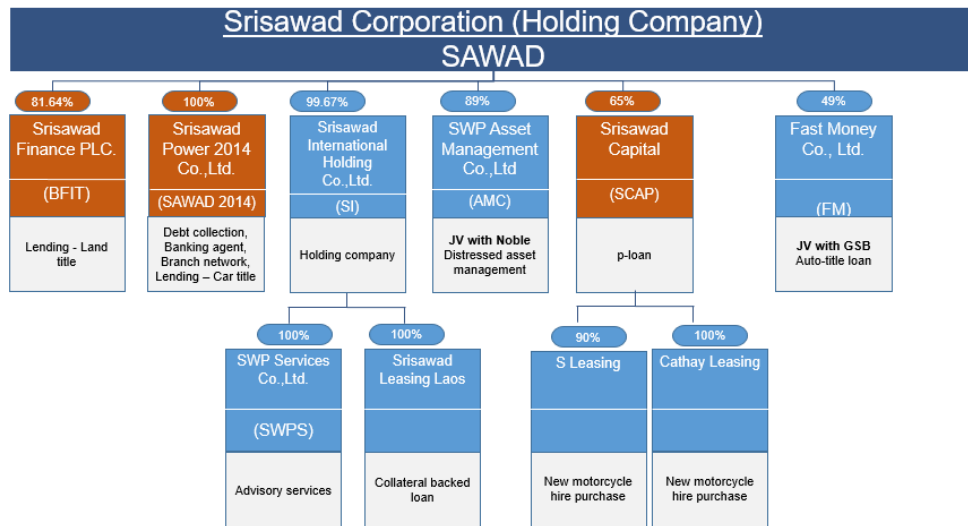 Srisawad Corporation (Holding Company)
SAWAD
81.64%
Srisawad
Finance PLC.
(BFIT)
Lending - Land
title
100%
Srisawad
Power 2014
Co.,Ltd.
(SAWAD 2014)
Debt collection,
Banking agent,
Branch network,
Lending – Car title
99.67%
Srisawad
International
Holding
Co.,Ltd.
(SI)
Holding company
89%
SWP Asset
Management
Co.,Ltd
(AMC)
JV with Noble
Distressed asset
management
65%
Srisawad
Capital
(SCAP)
p-loan
49%
Fast Money
Co., Ltd.
(FM)
JV with GSB
Auto-title loan
100%
SWP Services
Co.,Ltd.
(SWPS)
Advisory services
100%
Srisawad
Leasing Laos
Collateral backed
loan
90%
S Leasing
New motorcycle
hire purchase
100%
Cathay Leasing
New motorcycle
hire purchase